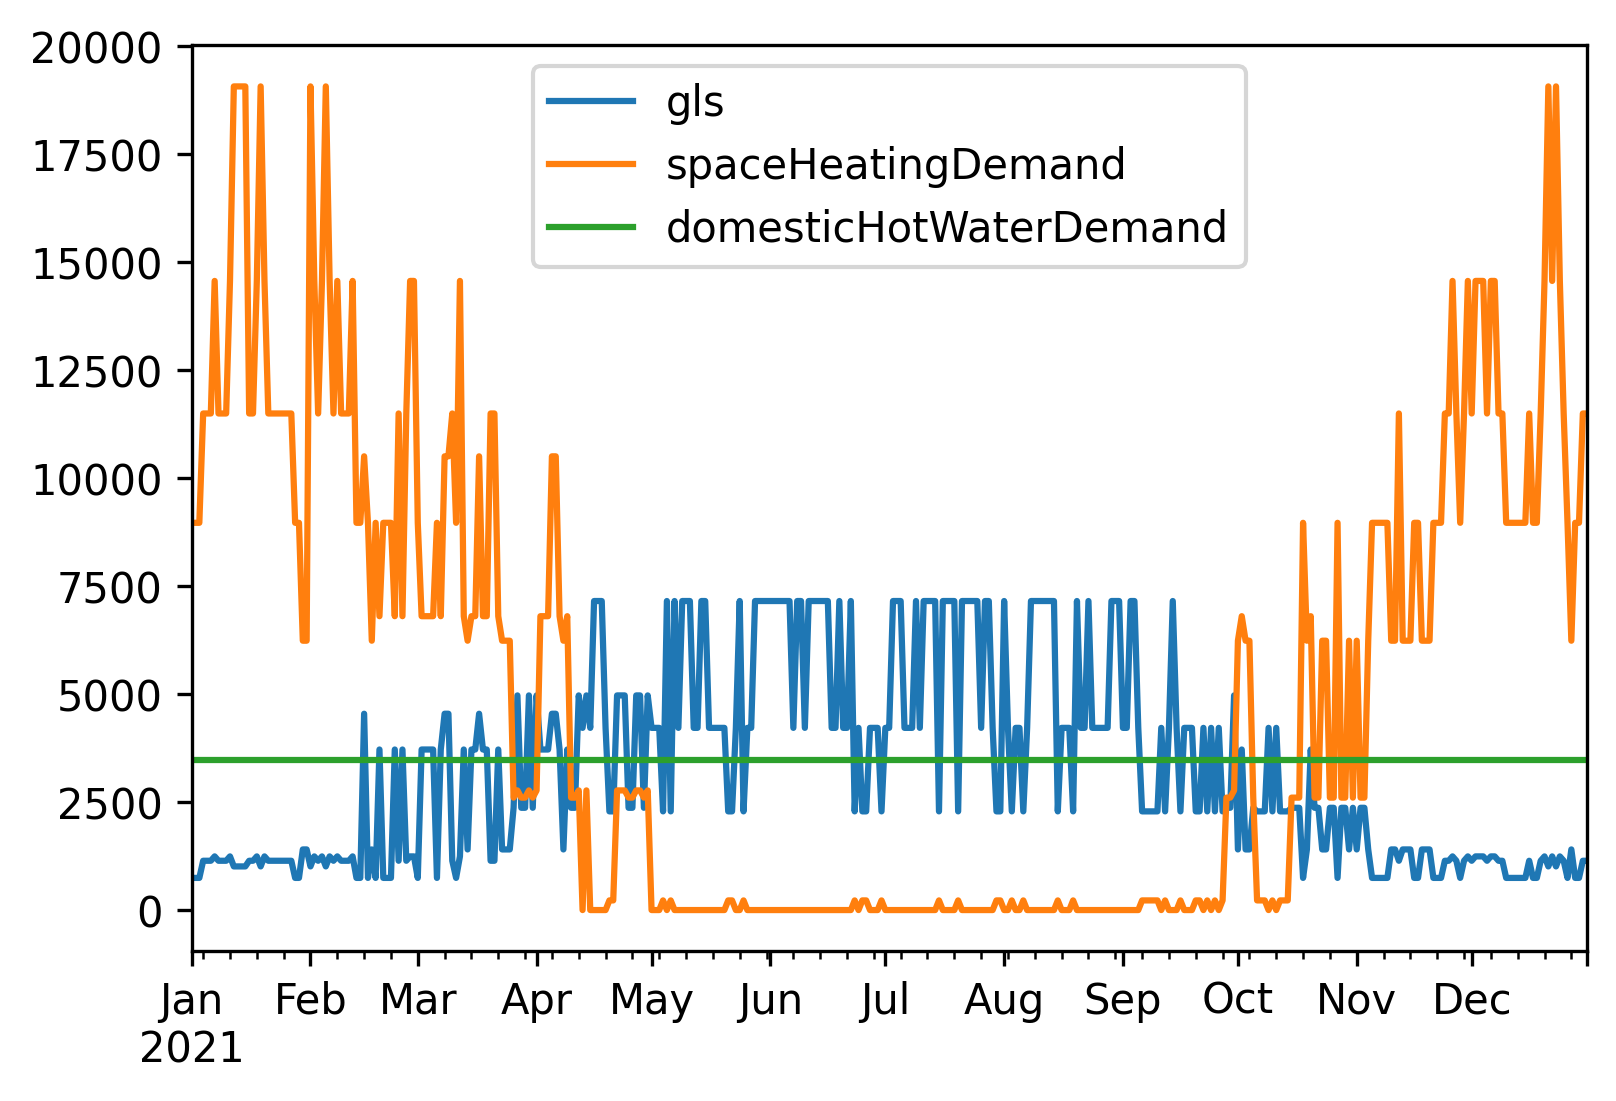 20000
17500
15000
12500
10000
7500
5000
2500
0
gls
spaceHeatingDemand
domesticHotWaterDemand
Jan Feb Mar Apr May Jun Jul Aug Sep Oct Nov Dec
2021